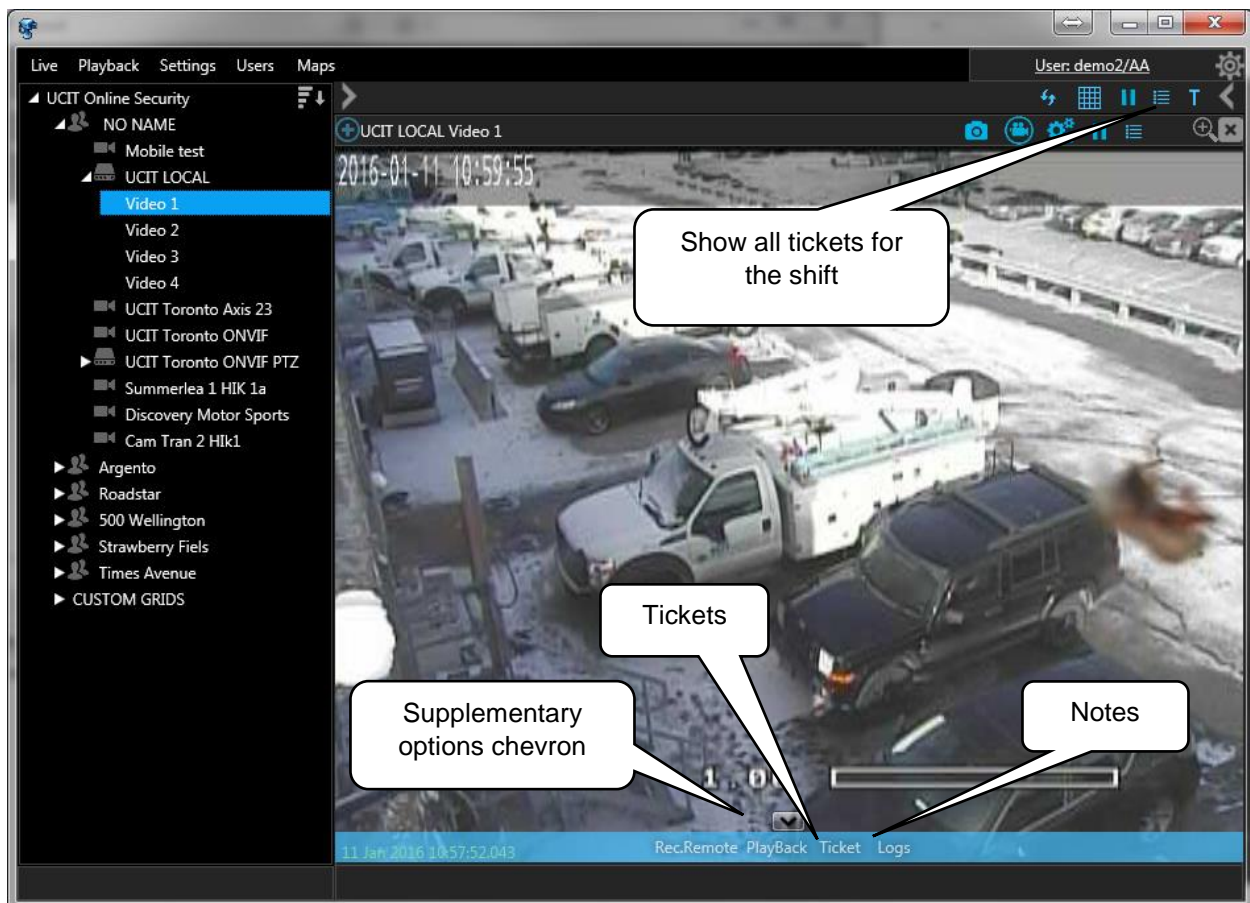 Live Playback Settings Users Maps
User: demo2/AA
UCIT Online Security
T
NO NAME
UCIT LOCAL Video 1
Mobile test
2016-01-11 10:59:55
UCIT LOCAL
Video 1
Video 2
Show all tickets for
the shift
Video 3
Video 4
UCIT Toronto Axis 23
UCIT Toronto ONVIF
UCIT Toronto ONVIF PTZ
Summerlea 1 HIK 1a
Discovery Motor Sports
Cam Tran 2 HIk1
Argento
Roadstar
500 Wellington
Strawberry Fiels
Times Avenue
CUSTOM GRIDS
Tickets
Supplementary
options chevron
Notes
11 Jan 2016 10:57:52.043
Rec.Remote PlayBack Ticket Logs